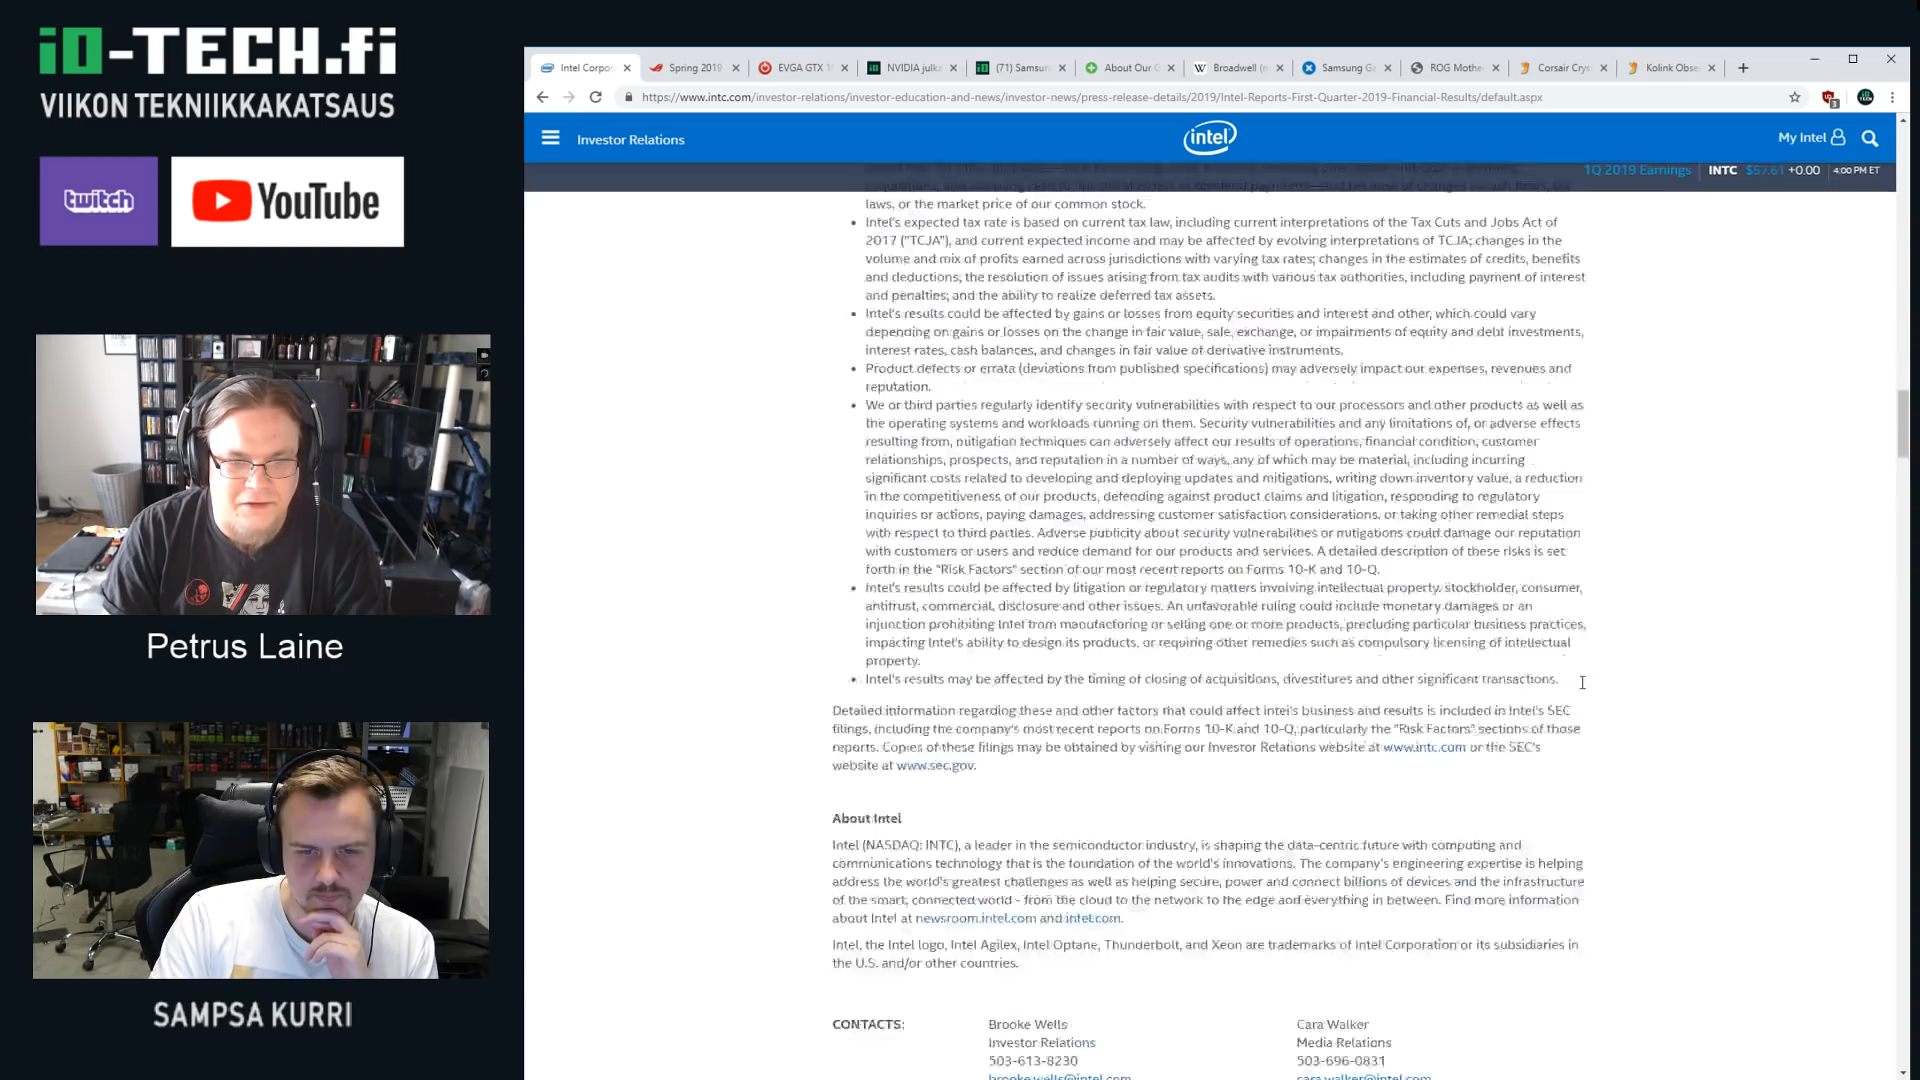 iO-TECH.fi
VIIKON TEKNIIKKAKATSAUS
twitch
YouTube
Petrus Laine
SAMPSA KURRI
Intel Corpor
Spring 2019
EVGA GTX 1
NVIDIA julka
(71) Samsun
About Our G
Broadwell (m
Samsung Ga
ROG Mothe
Corsair Crys
Kolink Obse
https://www.intc.com/investor-relations/investor-education-and-news/investor-news/press-release-details/2019/Intel-Reports-First-Quarter-2019-Financial-Results/default.aspx
3
Investor Relations
intel
My Intel
1Q 2019 Earnings
INTC $57.61 +0.00
4:00 PM ET
laws, or the market price of our common stock.
• Intel's expected tax rate is based on current tax law, including current interpretations of the Tax Cuts and Jobs Act of
2017 ("TCJA"), and current expected income and may be affected by evolving interpretations of TCJA; changes in the
volume and mix of profits earned across jurisdictions with varying tax rates; changes in the estimates of credits, benefits
and deductions; the resolution of issues arising from tax audits with various tax authorities, including payment of interest
and penalties; and the ability to realize deferred tax assets.
• Intel's results could be affected by gains or losses from equity securities and interest and other, which could vary
depending on gains or losses on the change in fair value, sale, exchange, or impairments of equity and debt investments,
interest rates, cash balances, and changes in fair value of derivative instruments.
• Product defects or errata (deviations from published specifications) may adversely impact our expenses, revenues and
reputation.
• We or third parties regularly identify security vulnerabilities with respect to our processors and other products as well as
the operating systems and workloads running on them. Security vulnerabilities and any limitations of, or adverse effects
resulting from, mitigation techniques can adversely affect our results of operations, financial condition, customer
relationships, prospects, and reputation in a number of ways, any of which may be material, including incurring
significant costs related to developing and deploying updates and mitigations, writing down inventory value, a reduction
in the competitiveness of our products, defending against product claims and litigation, responding to regulatory
inquiries or actions, paying damages, addressing customer satisfaction considerations, or taking other remedial steps
with respect to third parties. Adverse publicity about security vulnerabilities or mitigations could damage our reputation
with customers or users and reduce demand for our products and services. A detailed description of these risks is set
forth in the "Risk Factors" section of our most recent reports on Forms 10-K and 10-Q.
• Intel's results could be affected by litigation or regulatory matters involving intellectual property, stockholder, consumer,
antitrust, commercial, disclosure and other issues. An unfavorable ruling could include monetary damages or an
injunction prohibiting Intel from manufacturing or selling one or more products, precluding particular business practices,
impacting Intel's ability to design its products, or requiring other remedies such as compulsory licensing of intellectual
property.
• Intel's results may be affected by the timing of closing of acquisitions, divestitures and other significant transactions.
Detailed information regarding these and other factors that could affect Intel's business and results is included in Intel's SEC
filings, including the company's most recent reports on Forms 10-K and 10-Q, particularly the "Risk Factors" sections of those
reports. Copies of these filings may be obtained by visiting our Investor Relations website at www.intc.com or the SEC's
website at www.sec.gov.
About Intel
Intel (NASDAQ: INTC), a leader in the semiconductor industry, is shaping the data-centric future with computing and
communications technology that is the foundation of the world's innovations. The company's engineering expertise is helping
address the world's greatest challenges as well as helping secure, power and connect billions of devices and the infrastructure
of the smart, connected world - from the cloud to the network to the edge and everything in between. Find more information
about Intel at newsroom.intel.com and intel.com.
Intel, the Intel logo, Intel Agilex, Intel Optane, Thunderbolt, and Xeon are trademarks of Intel Corporation or its subsidiaries in
the U.S. and/or other countries.
CONTACTS:
Brooke Wells
Cara Walker
Investor Relations
Media Relations
503-613-8230
503-696-0831
brooke.wells@intel.com
cara.walker@intel.com